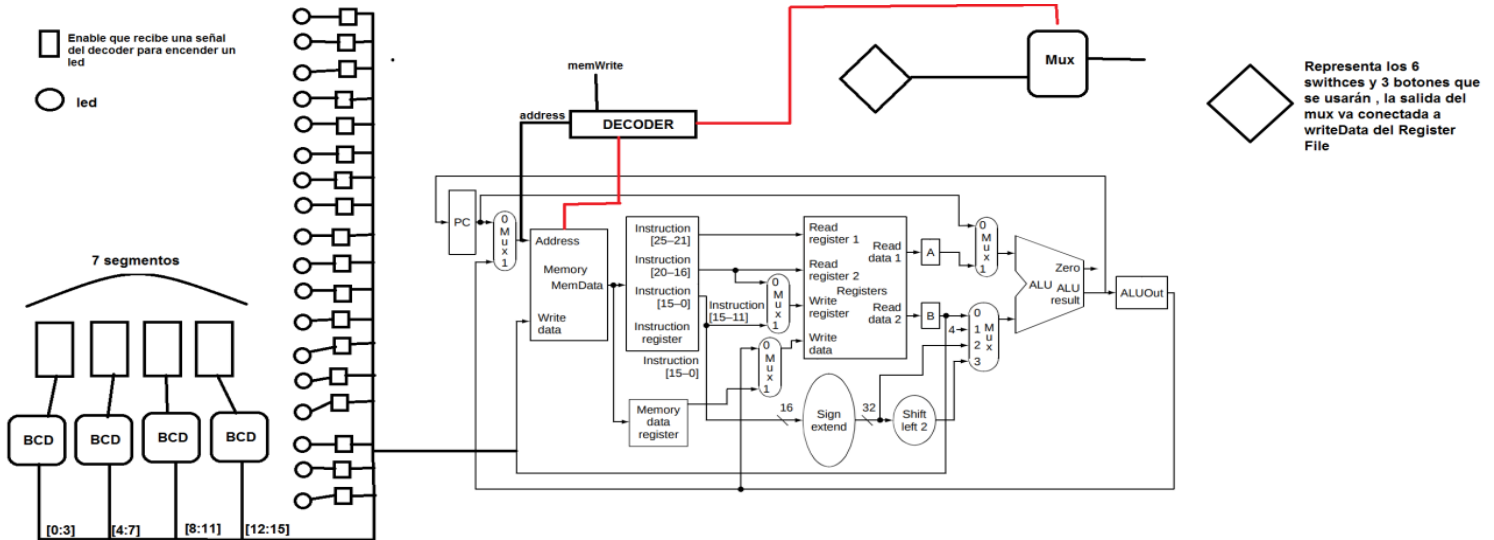 Enable que recibe una señal
del decoder para encender un
led
led
7 segmentos
BCD
BCD
BCD
BCD
[0:3]
[4:7]
[8:11]
[12:15]
memWrite
address
DECODER
Mux
Representa los 6
swithces y 3 botones que
se usarán , la salida del
mux va conectada a
writeData del Register
File
PC
0
M
u
x
1
Address
Memory
MemData
Write
data
Instruction
[25–21]
Instruction
[20–16]
Instruction
[15–0]
Instruction
register
Instruction
[15–0]
Memory
data
register
Instruction
[15–11]
0
M
u
x
1
0
M
u
x
1
Read
register 1
Read
register 2
Registers
Write
register
Write
data
Read
data 1
Read
data 2
A
B
16
Sign
extend
32
Shift
left 2
0
M
u
x
1
4
0
1
2
3
M
u
x
Zero
ALU
ALU
result
ALUOut